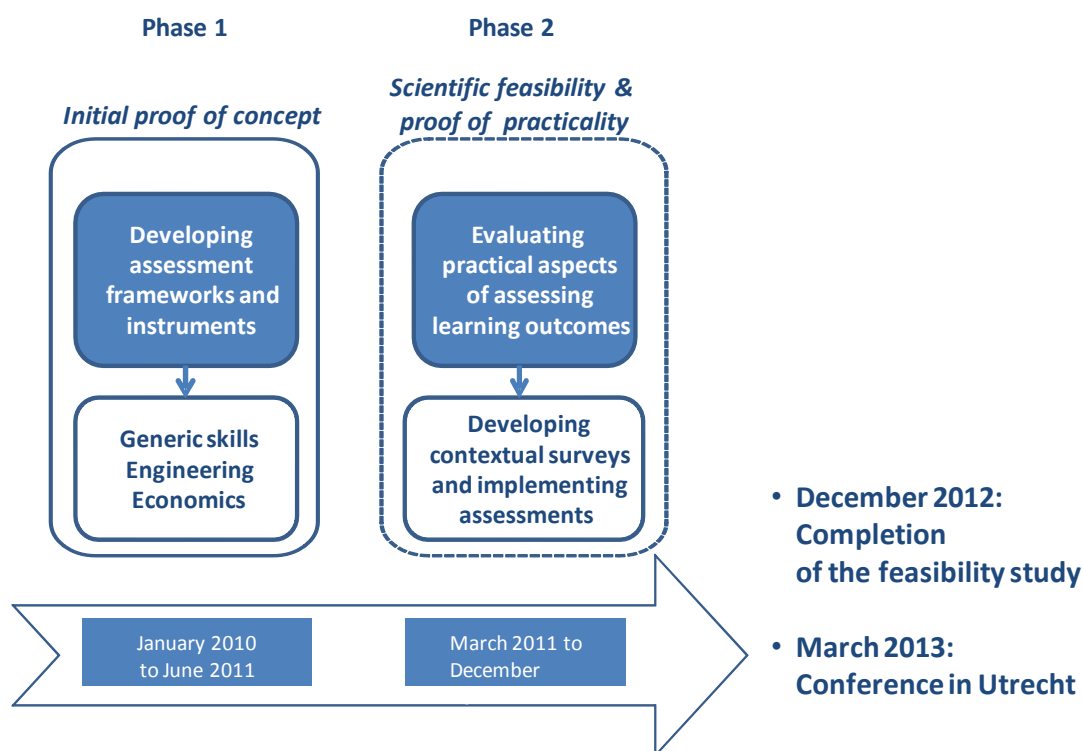 Phase 1
Phase 2
Initial proof of concept
Scientific feasibility &
proof of practicality
Developing
assessment
frameworks and
instruments
Evaluating
practical aspects
of assessing
learning outcomes
Generic skills
Engineering
Economics
Developing
contextual surveys
and implementing
assessments
January 2010
to June 2011
March 2011 to
December
• December 2012:
Completion
of the feasibility study
• March 2013:
Conference in Utrecht